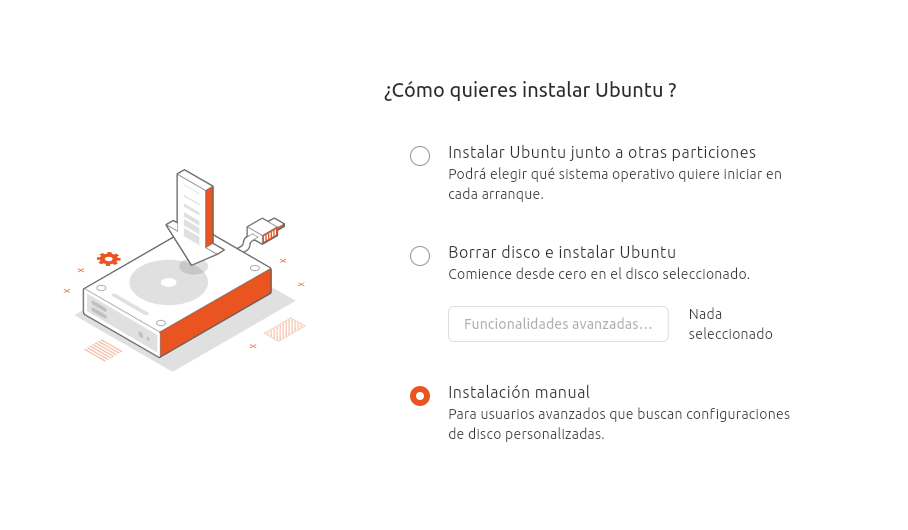 ¿Cómo quieres instalar Ubuntu ?
Instalar Ubuntu junto a otras particiones
Podrá elegir qué sistema operativo quiere iniciar en
cada arranque.
Borrar disco e instalar Ubuntu
Comience desde cero en el disco seleccionado.
Funcionalidades avanzadas...
Nada
seleccionado
Instalación manual
Para usuarios avanzados que buscan configuraciones
de disco personalizadas.